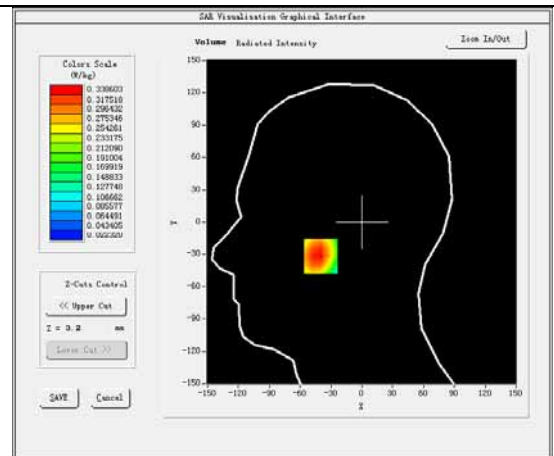 SAR Visualisation Graphical Interface
Volume Radiated Intensity
Zoom In/Out
Colors Scale
(W/kg)
0.338603
0.317518
0.296432
0.275346
0.254261
0.233175
0.212090
0.191004
0.169919
0.148833
0.127748
0.106662
0.085577
0.064491
0.043405
0.022320
150
120
90
60
30
0
-30
-60
-90
-120
-150
Y
-150 -120 -90 -60 -30 0 30 60 90 120 150
X
Z-Cuts Control
<< Upper Cut
Z = 3.2 mm
Lower Cut >>
SAVE
Cancel